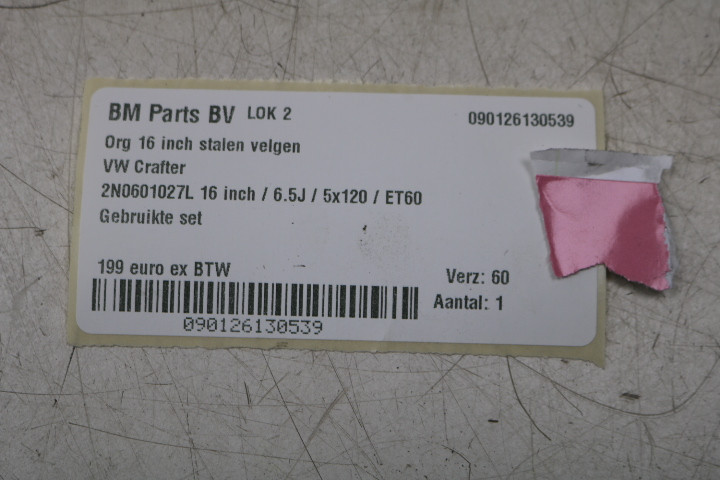 BM Parts BV LOK 2 090126130539
Org 16 inch stalen velgen
VW Crafter
2N0601027L 16 inch / 6.5J / 5x120 / ET60
Gebruikte set
199 euro ex BTW Verz: 60
Aantal: 1
090126130539